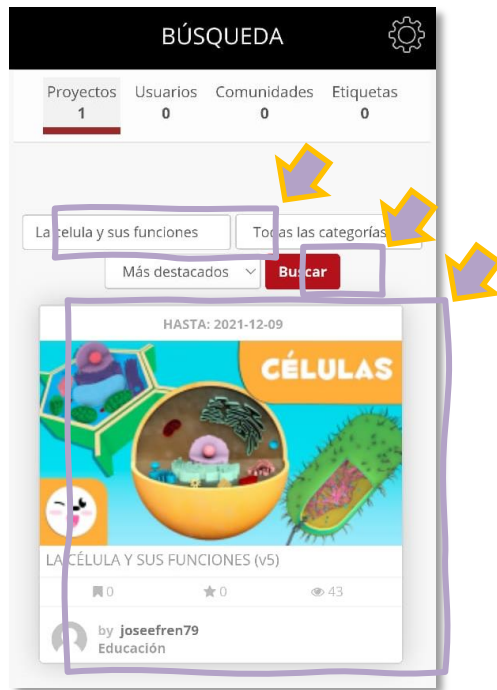 BÚSQUEDA
Proyectos Usuarios Comunidades Etiquetas
1 0 0 0
La celula y sus funciones Todas las categorías
Más destacados Buscar
HASTA: 2021-12-09
CÉLULAS
LA CÉLULA Y SUS FUNCIONES (v5)
0 0 43
by joseefren79
Educación